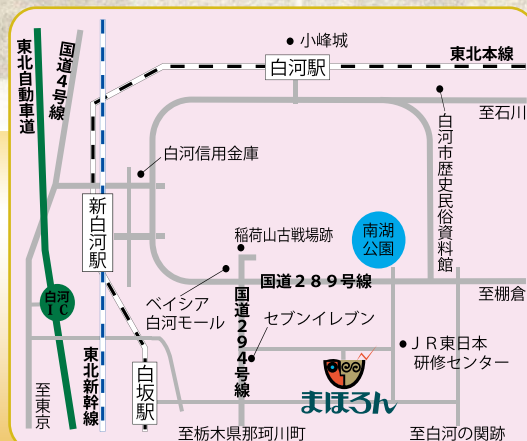 小峰城
白河駅
東北本線
東北自動車道
国道4号線
至石川
白河信用金庫
白河市歴史民俗資料館
新白河駅
稲荷山古戦場跡
南湖
公園
国道289号線
至棚倉
白河
IC
ベイシア
白河モール
国道294号線
セブンイレブン
東北新幹線
JR東日本
研修センター
白坂駅
まほろん
至東京
至栃木県那珂川町
至白河の関跡